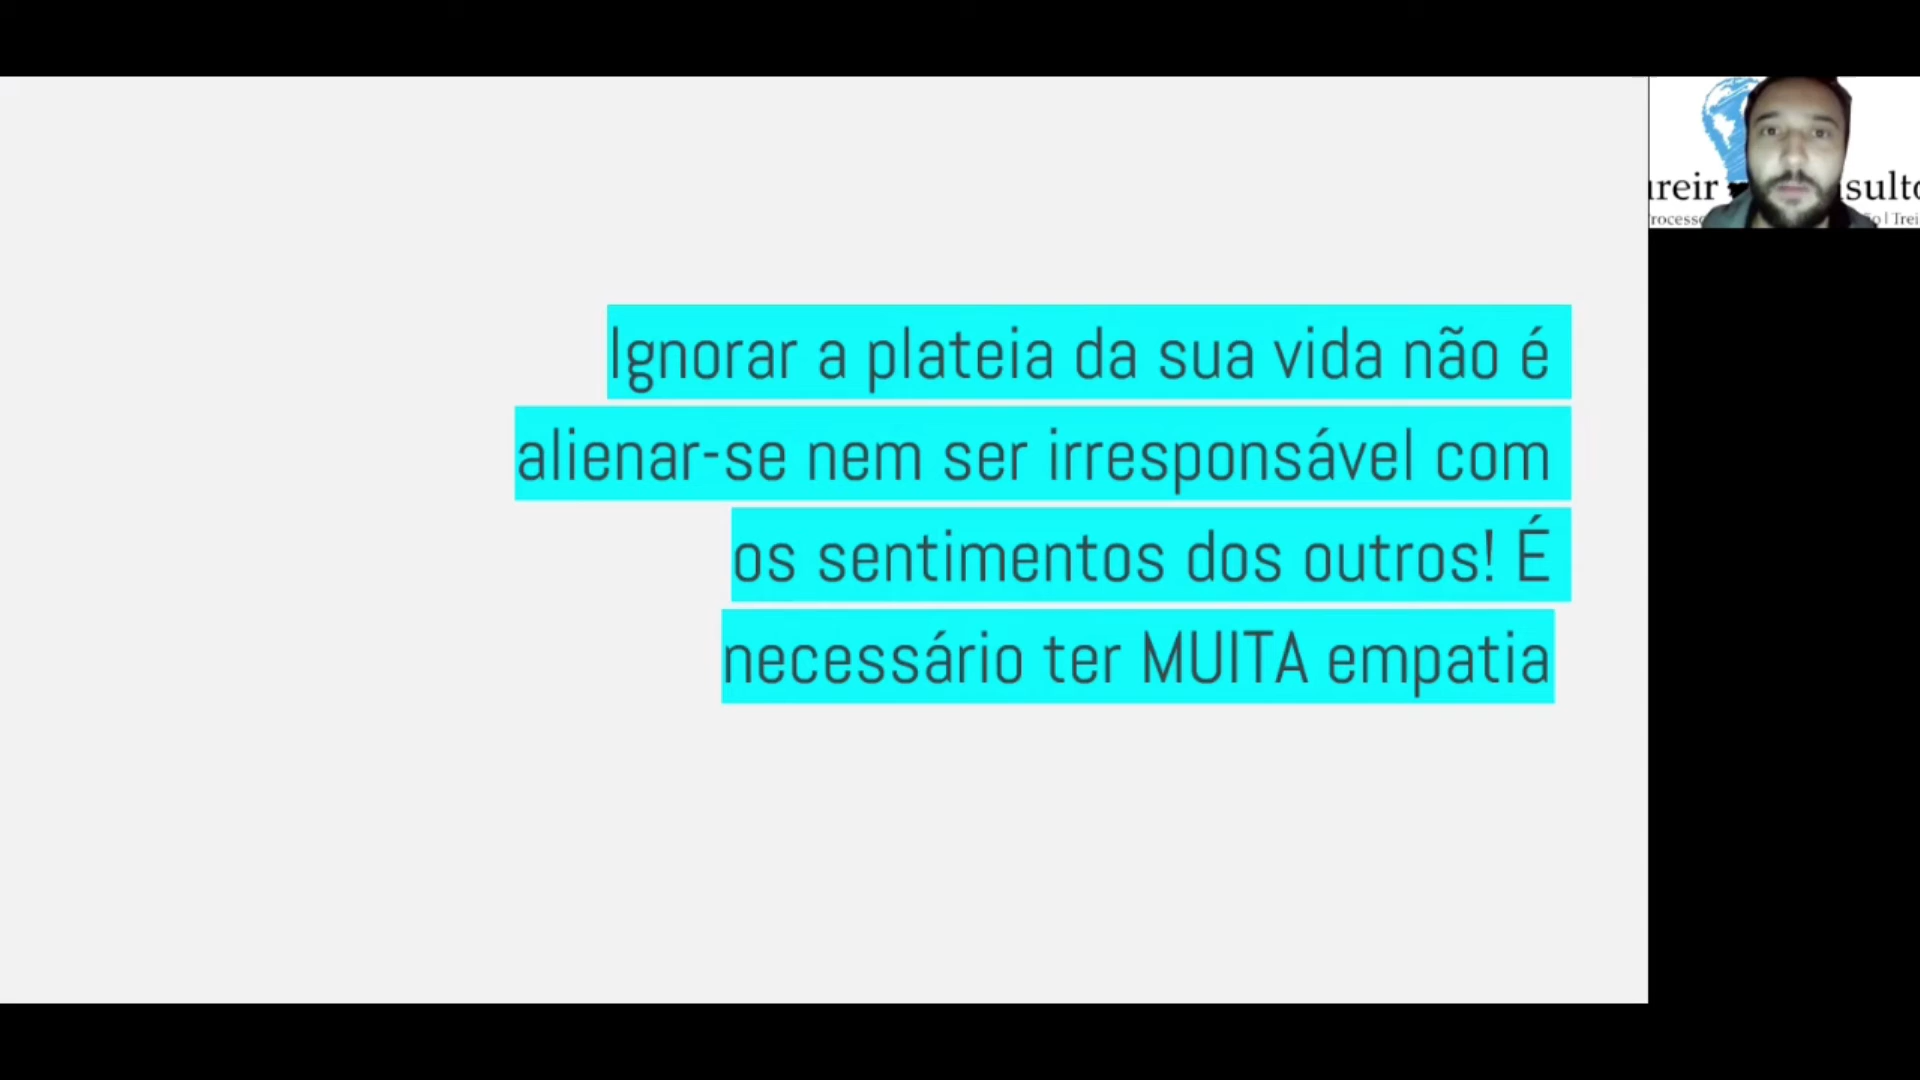 Ignorar a plateia da sua vida não é
alienar-se nem ser irresponsável com
os sentimentos dos outros! É
necessário ter MUITA empatia